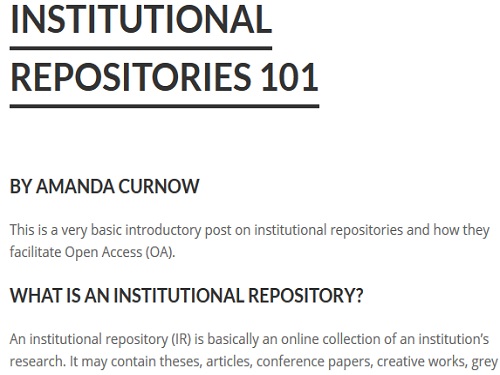 INSTITUTIONAL
REPOSITORIES 101
BY AMANDA CURNOW
This is a very basic introductory post on institutional repositories and how they
facilitate Open Access (OA).
WHAT IS AN INSTITUTIONAL REPOSITORY?
An institutional repository (IR) is basically an online collection of an institution’s
research. It may contain theses, articles, conference papers, creative works, grey